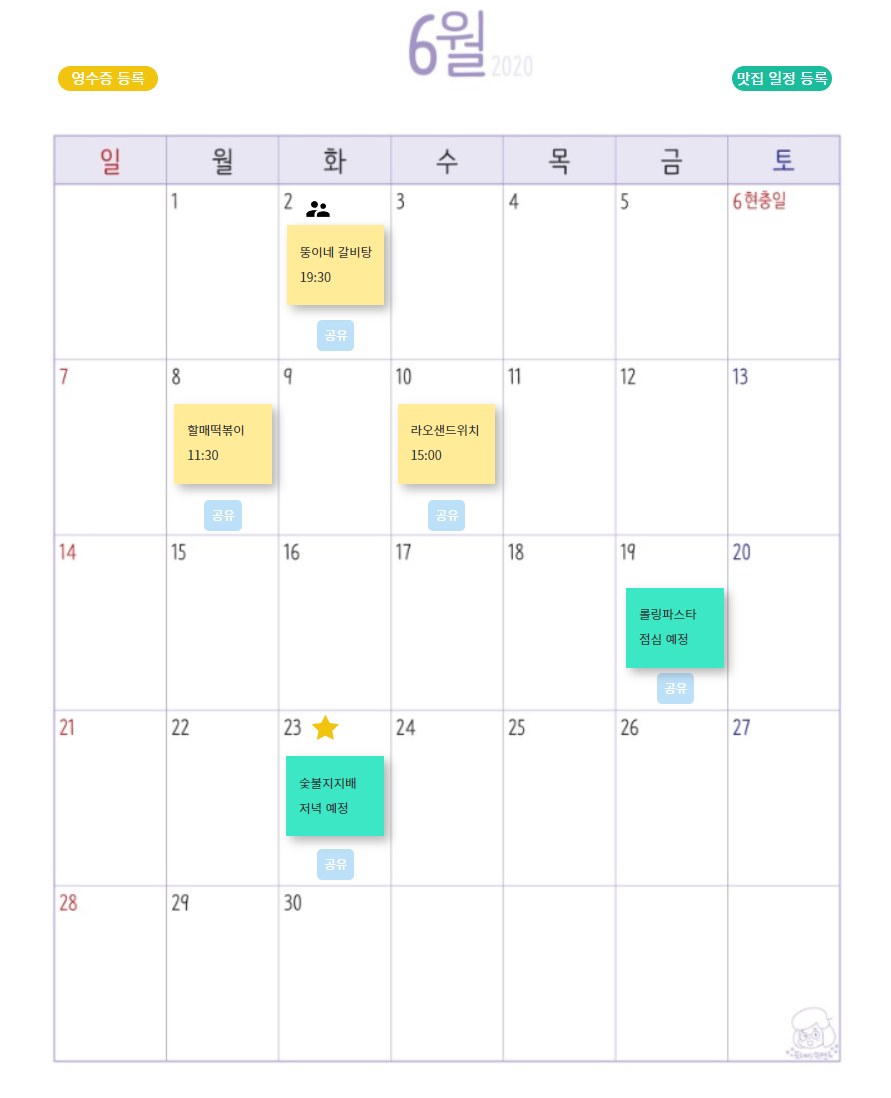 6월 2020
영수증 등록
맛집 일정 등록
일 월 화 수 목 금 토
1 2 3 4 5 6 현충일
뚱이네 갈비탕
19:30
공유
7 8 9 10 11 12 13
할매떡볶이
11:30
공유
라오샌드위치
15:00
공유
14 15 16 17 18 19 20
롤링파스타
점심 예정
공유
21 22 23 24 25 26 27
숯불지지배
저녁 예정
공유
28 29 30